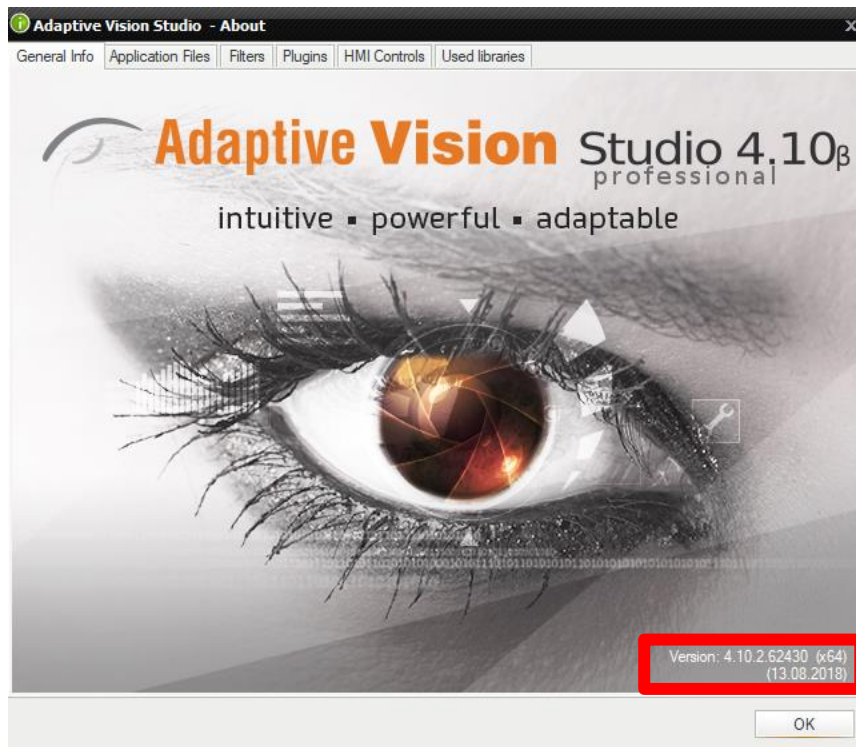 Adaptive Vision Studio - About
General Info Application Files Filters Plugins HMI Controls Used libraries
Adaptive Vision Studio 4.10β
professional
intuitive ▪ powerful ▪ adaptable
Version: 4.10.2.62430 (x64)
(13.08.2018)
OK